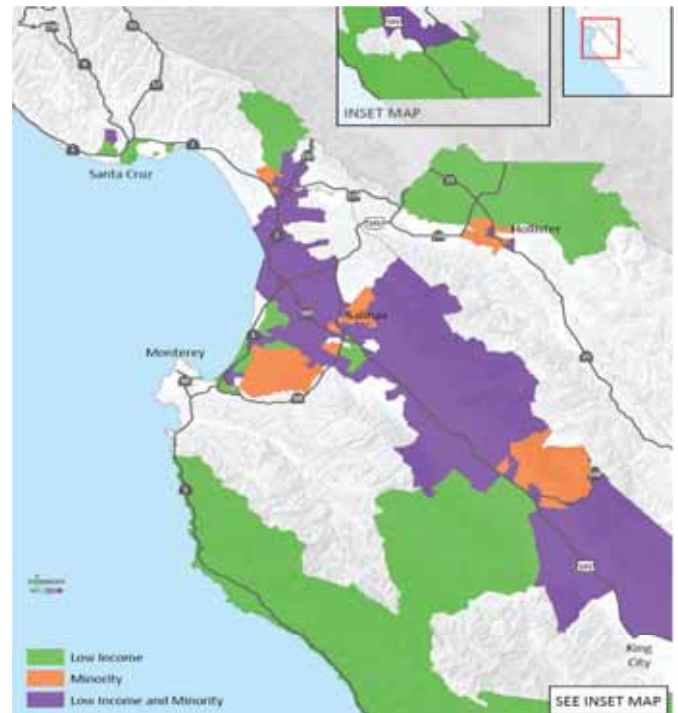 INSET MAP
Santa Cruz
Hollister
Salinas
Monterey
King
City
Low Income
Minority
Low Income and Minority
SEE INSET MAP